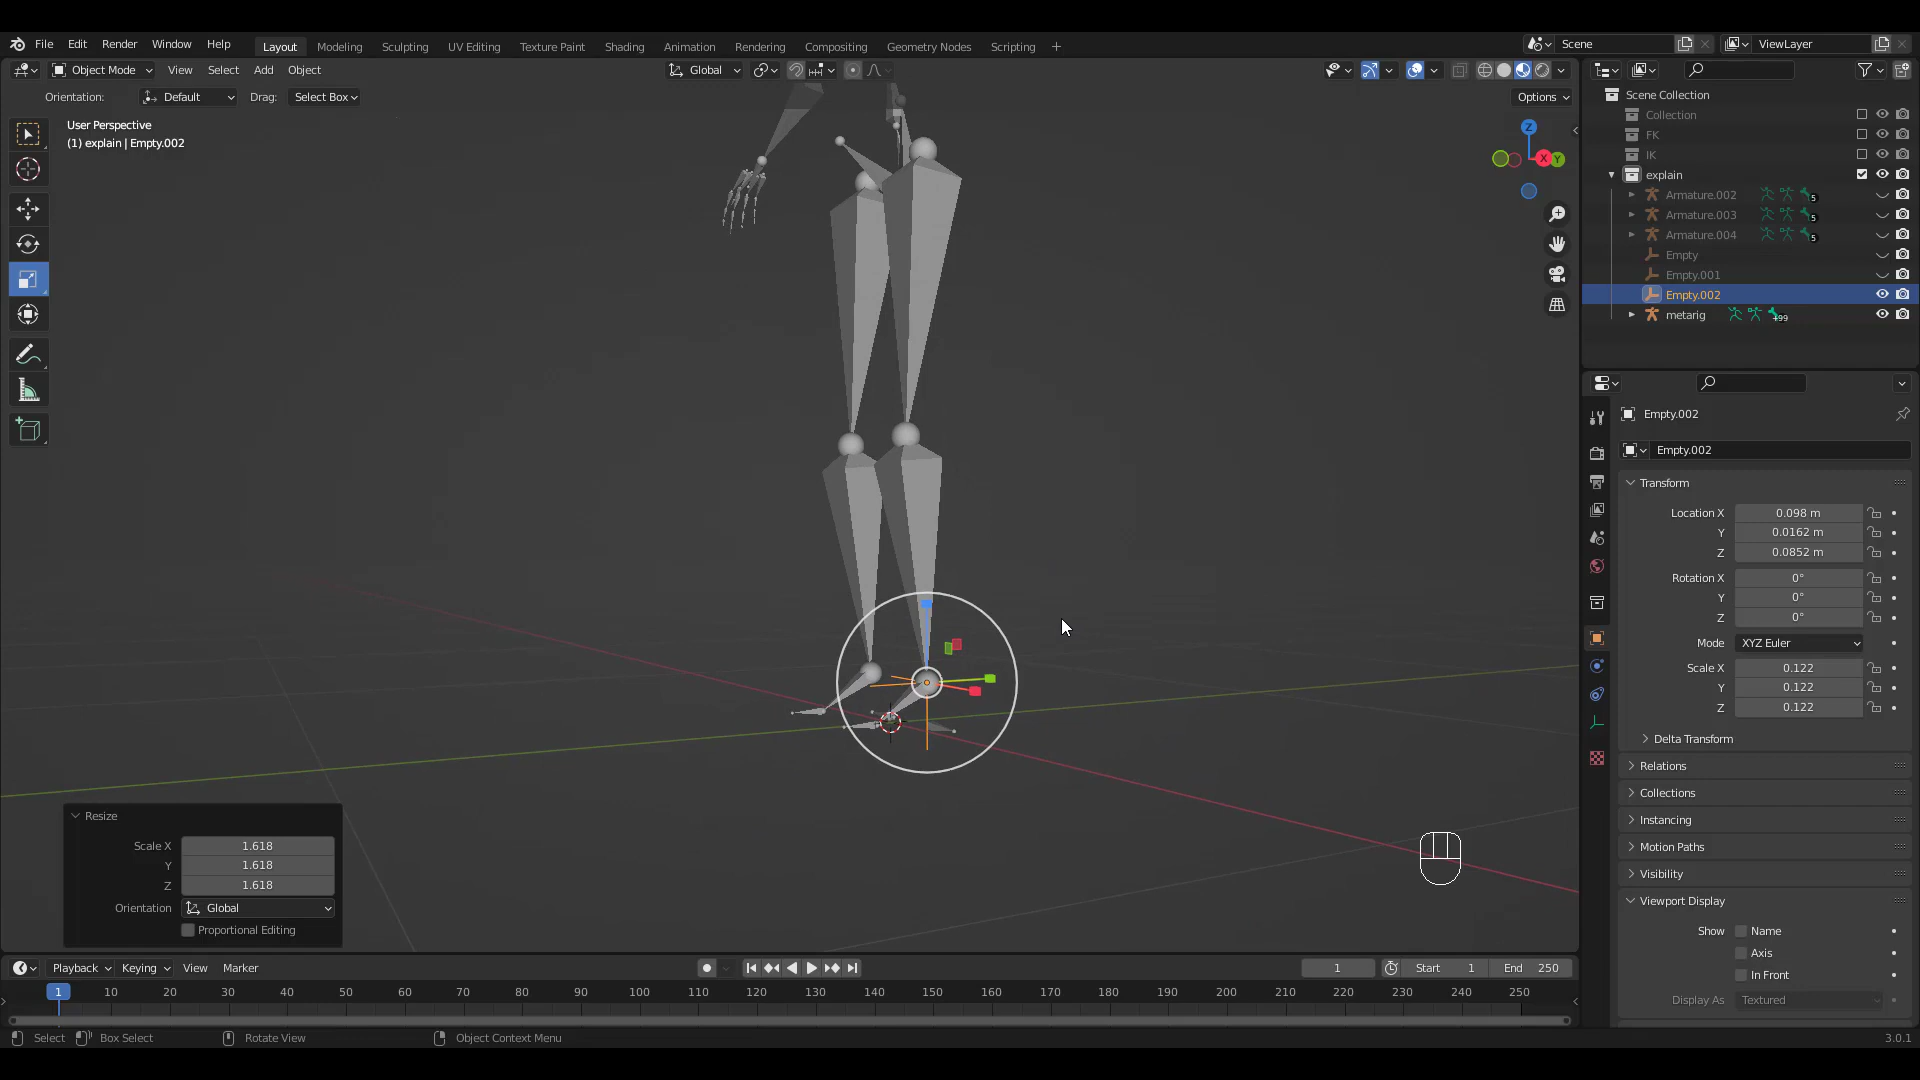 File Edit Render Window Help Layout Modeling Sculpting UV Editing Texture Paint Shading Animation Rendering Compositing Geometry Nodes Scripting + Scene ViewLayer
Object Mode View Select Add Object Global
Orientation: Default Drag: Select Box Options
User Perspective
(1) explain | Empty.002
Z
X
Y
Scene Collection
Collection
FK
IK
explain
Armature.002 5
Armature.003 5
Armature.004 5
Empty
Empty.001
Empty.002
metarig +99
Empty.002
Empty.002
Transform
Location X 0.098 m
Y 0.0162 m
Z 0.0852 m
Rotation X 0°
Y 0°
Z 0°
Mode XYZ Euler
Scale X 0.122
Y 0.122
Z 0.122
Delta Transform
Relations
Collections
Instancing
Motion Paths
Visibility
Viewport Display
Show Name
Axis
In Front
Display As Textured
Resize
Scale X 1.618
Y 1.618
Z 1.618
Orientation Global
Proportional Editing
Playback Keying View Marker 1 Start 1 End 250
1 10 20 30 40 50 60 70 80 90 100 110 120 130 140 150 160 170 180 190 200 210 220 230 240 250
Select Box Select Rotate View Object Context Menu 3.0.1